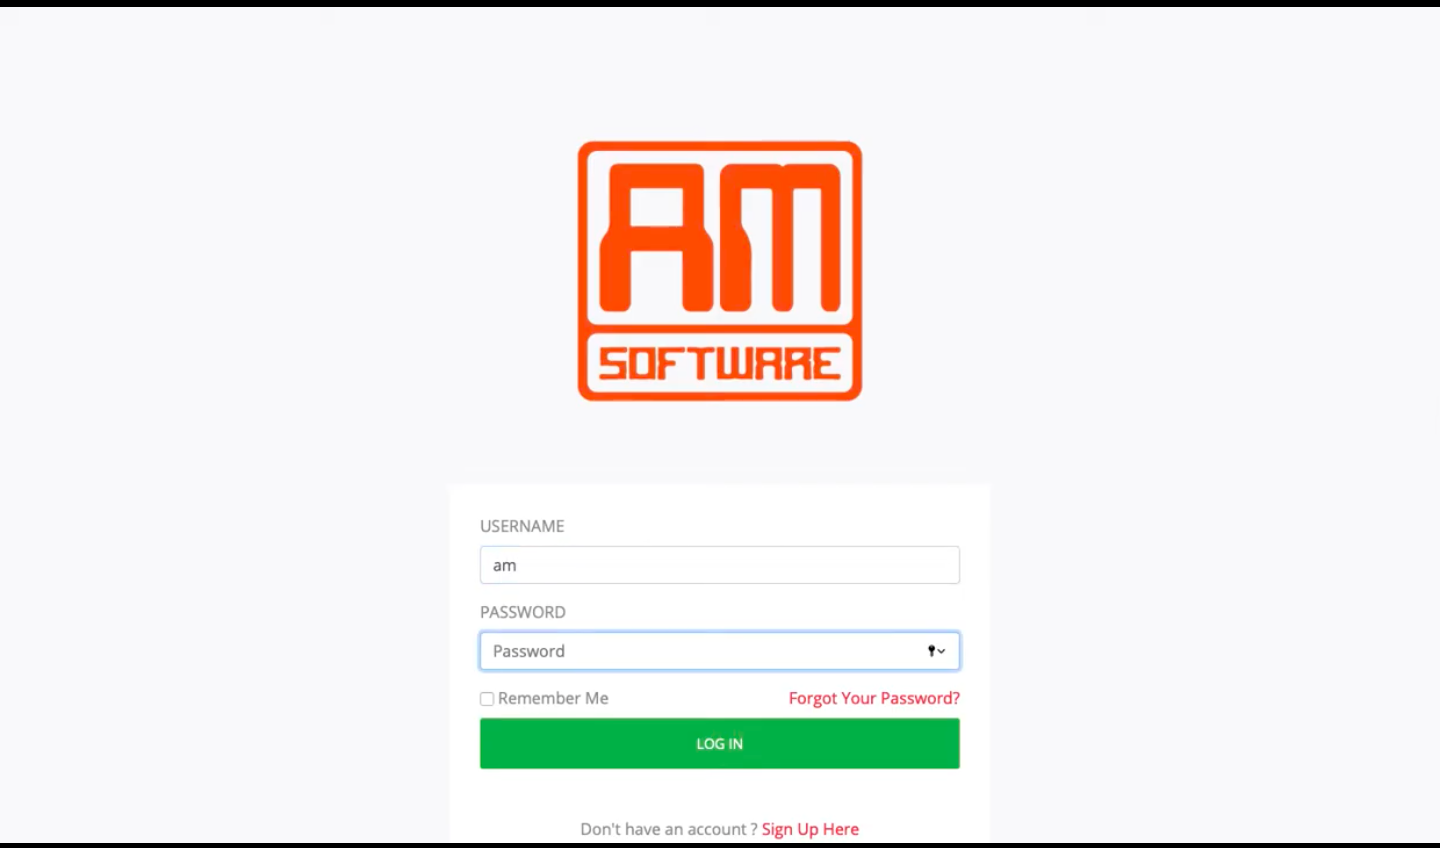 AM
SOFTWARE
USERNAME
am
PASSWORD
Password
Remember Me Forgot Your Password?
LOG IN
Don't have an account ? Sign Up Here